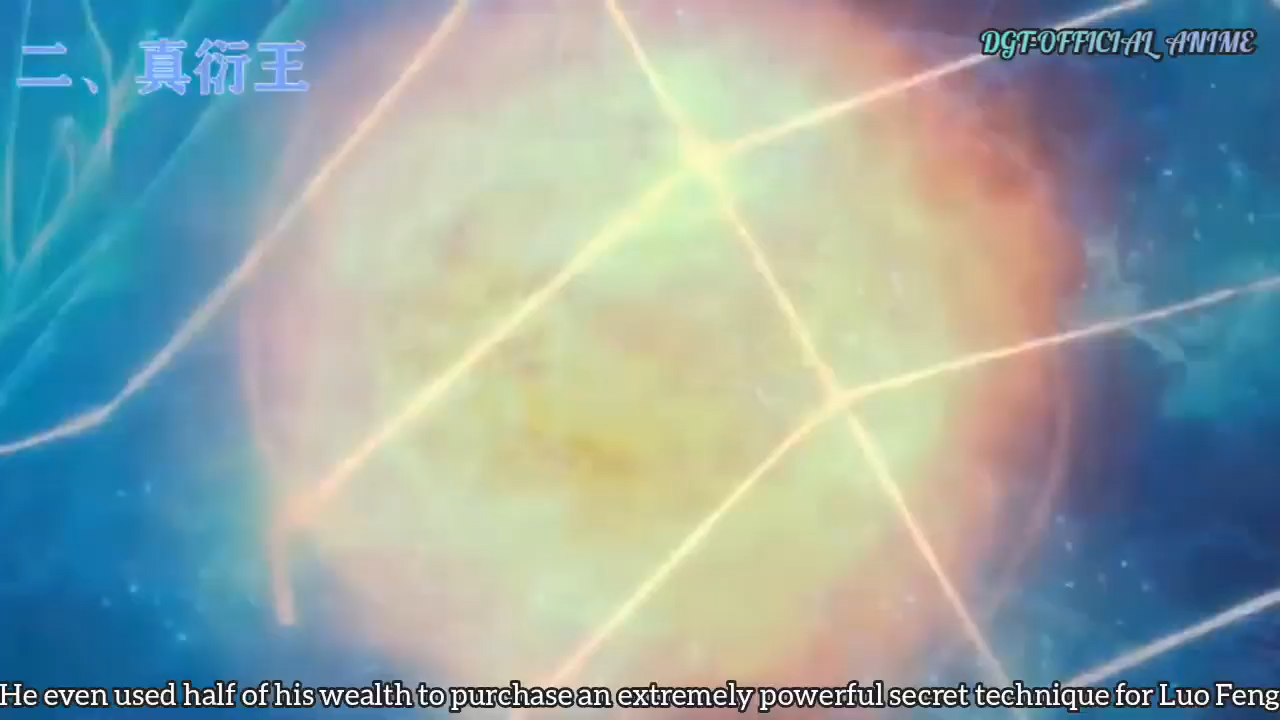 二、真衍王
DGT-OFFICIAL ANIME
He even used half of his wealth to purchase an extremely powerful secret technique for Luo Feng